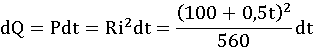 dQ = Pdt = Ri²dt = (100 + 0,5t)²/560 dt